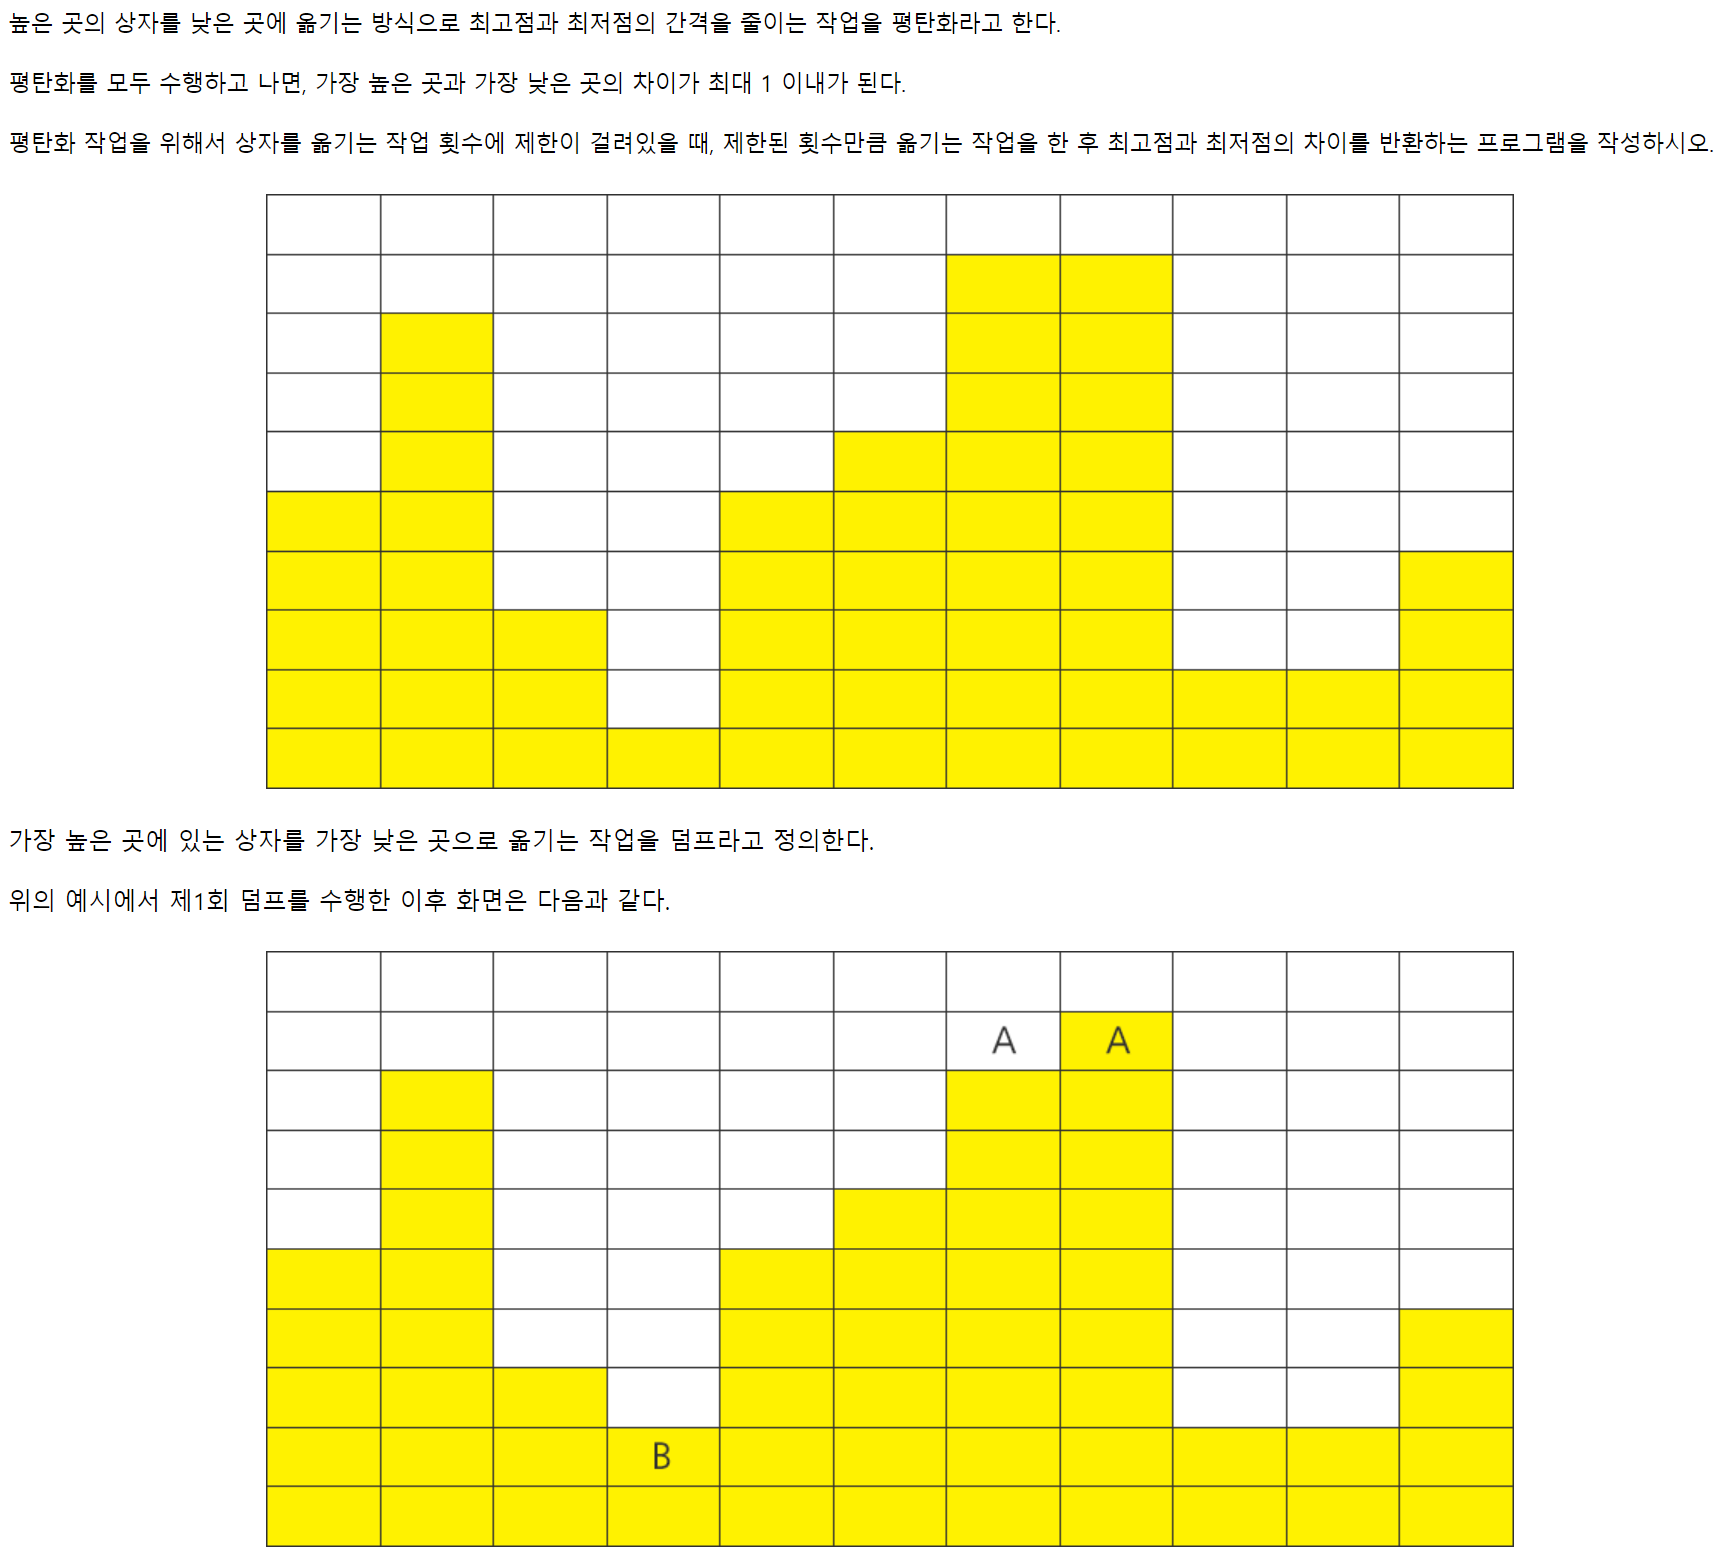 높은 곳의 상자를 낮은 곳에 옮기는 방식으로 최고점과 최저점의 간격을 줄이는 작업을 평탄화라고 한다.
평탄화를 모두 수행하고 나면, 가장 높은 곳과 가장 낮은 곳의 차이가 최대 1 이내가 된다.
평탄화 작업을 위해서 상자를 옮기는 작업 횟수에 제한이 걸려있을 때, 제한된 횟수만큼 옮기는 작업을 한 후 최고점과 최저점의 차이를 반환하는 프로그램을 작성하시오.
가장 높은 곳에 있는 상자를 가장 낮은 곳으로 옮기는 작업을 덤프라고 정의한다.
위의 예시에서 제1회 덤프를 수행한 이후 화면은 다음과 같다.
A A
B